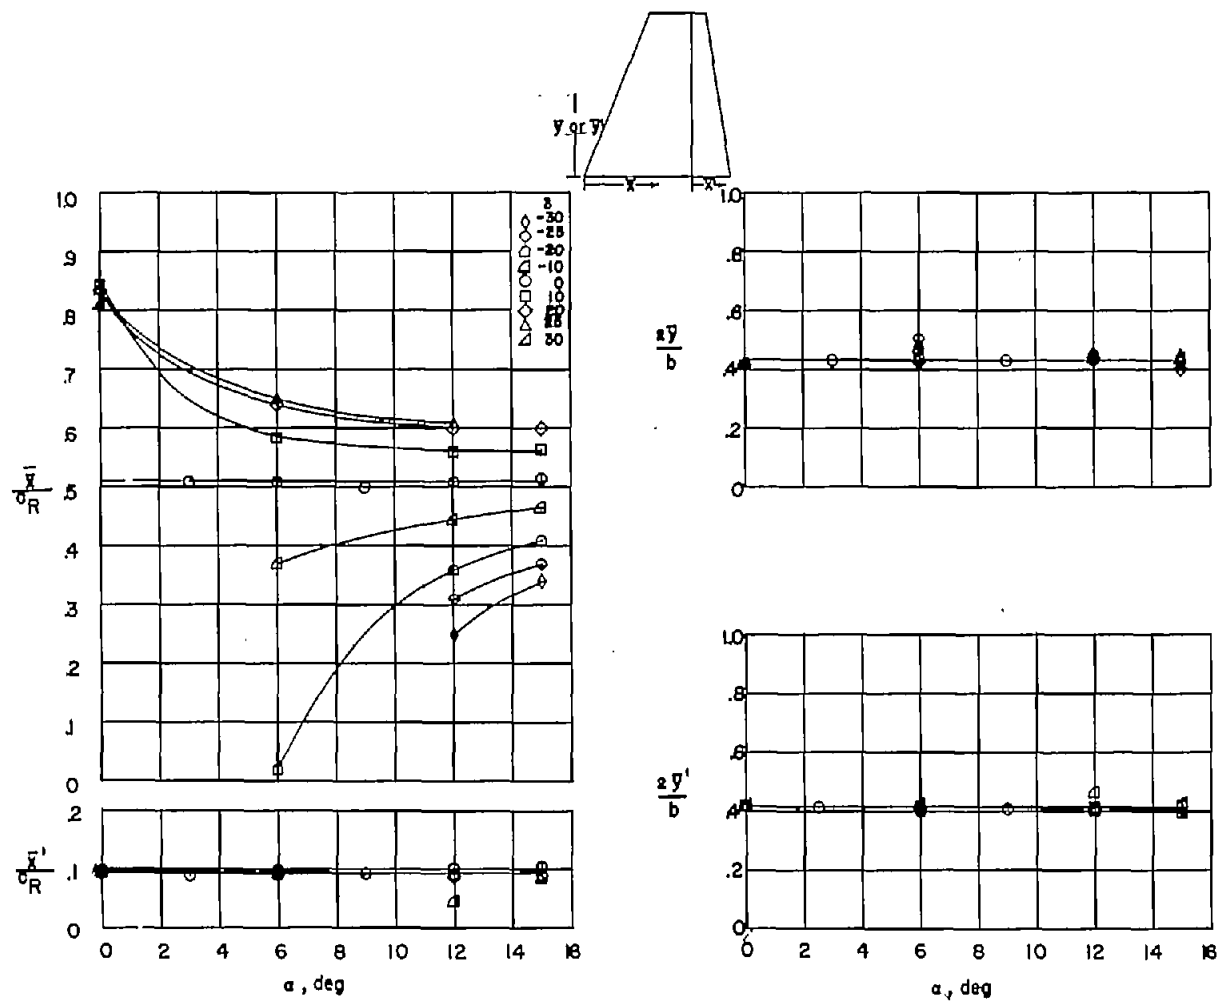 ȳ or ȳ'
x̄ x̄'
δ
-30
-25
-20
-10
0
10
20
25
30
1.0
.9
.8
.7
.6
.5
.4
.3
.2
.1
0
x̄
c_R
.2
.1
0
x̄'
c_R
0 2 4 6 8 10 12 14 16
α, deg
1.0
.8
.6
.4
.2
0
2ȳ
b
1.0
.8
.6
.4
.2
0
2ȳ'
b
0 2 4 6 8 10 12 14 16
α, deg